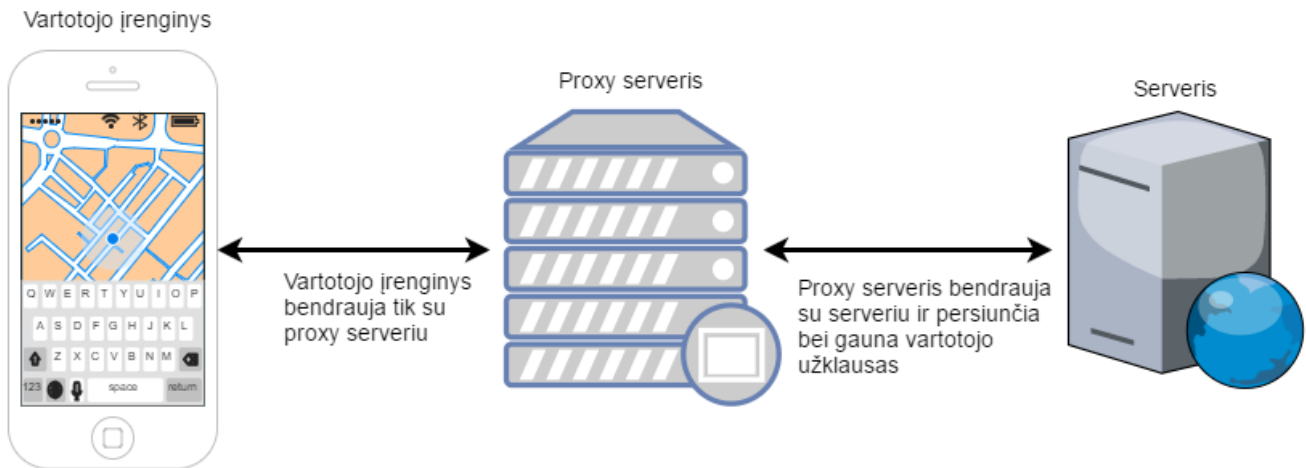 Vartotojo įrenginys
Proxy serveris
Serveris
Q W E R T Y U I O P
A S D F G H J K L
Z X C V B N M
123 space return
Vartotojo įrenginys
bendrauja tik su
proxy serveriu
Proxy serveris bendrauja
su serveriu ir persiunčia
bei gauna vartotojo
užklausas